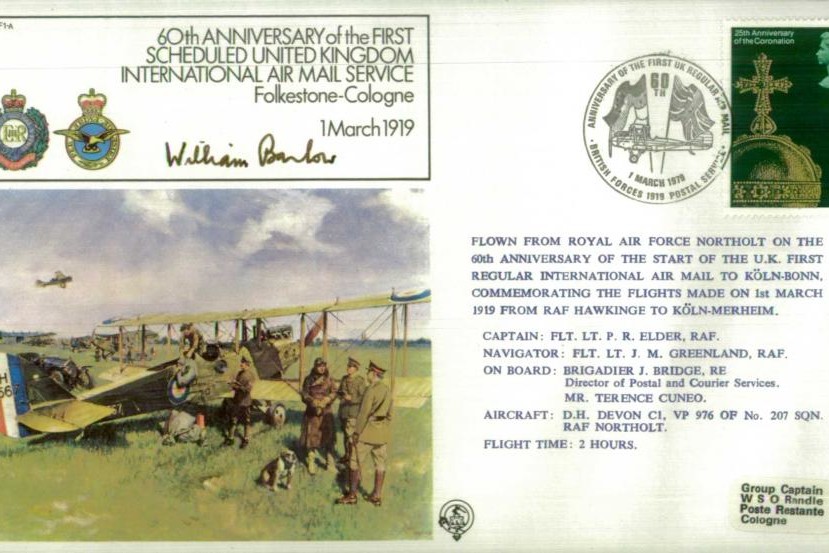 F1-A
60th ANNIVERSARY of the FIRST
SCHEDULED UNITED KINGDOM
INTERNATIONAL AIR MAIL SERVICE
Folkestone-Cologne
1 March 1919
William Barlow
ANNIVERSARY OF THE FIRST UK REGULAR AIR MAIL
60
TH
1 MARCH 1979
· BRITISH FORCES 1919 POSTAL SERVICE ·
25th Anniversary
of the Coronation
FLOWN FROM ROYAL AIR FORCE NORTHOLT ON THE
60th ANNIVERSARY OF THE START OF THE U.K. FIRST
REGULAR INTERNATIONAL AIR MAIL TO KÖLN-BONN,
COMMEMORATING THE FLIGHTS MADE ON 1st MARCH
1919 FROM RAF HAWKINGE TO KÖLN-MERHEIM.
CAPTAIN: FLT. LT. P. R. ELDER, RAF.
NAVIGATOR: FLT. LT. J. M. GREENLAND, RAF.
ON BOARD: BRIGADIER J. BRIDGE, RE
Director of Postal and Courier Services.
MR. TERENCE CUNEO.
AIRCRAFT: D.H. DEVON C1, VP 976 OF No. 207 SQN.
RAF NORTHOLT.
FLIGHT TIME: 2 HOURS.
Group Captain
W S O Randle
Poste Restante
Cologne